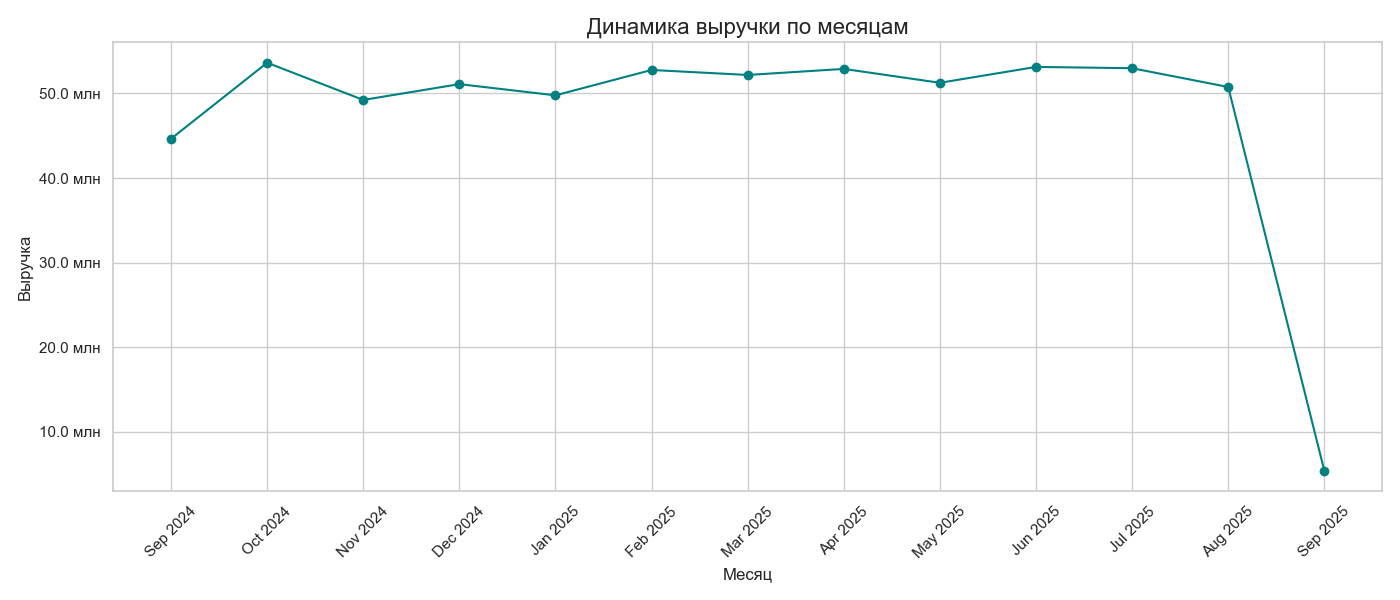 Динамика выручки по месяцам
Выручка
50.0 млн
40.0 млн
30.0 млн
20.0 млн
10.0 млн
Sep 2024
Oct 2024
Nov 2024
Dec 2024
Jan 2025
Feb 2025
Mar 2025
Apr 2025
May 2025
Jun 2025
Jul 2025
Aug 2025
Sep 2025
Месяц